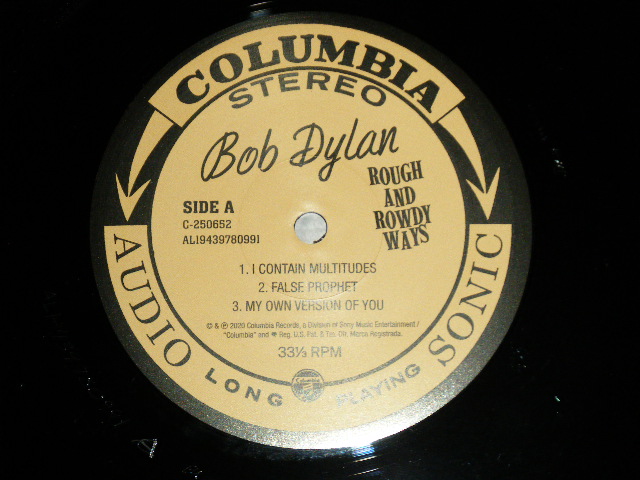 COLUMBIA
STEREO
Bob Dylan
ROUGH
AND
ROWDY
WAYS
SIDE A
C-250652
AL19439780991
1. I CONTAIN MULTITUDES
2. FALSE PROPHET
3. MY OWN VERSION OF YOU
© & ℗ 2020 Columbia Records, a Division of Sony Music Entertainment /
"Columbia" and Reg. U.S. Pat. & Tm. Off. Marca Registrada.
33⅓ RPM
AUDIO
SONIC
LONG PLAYING
Columbia